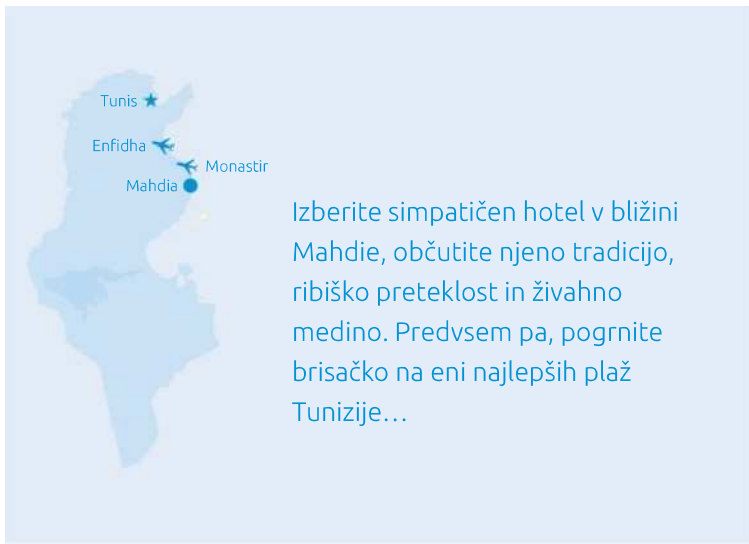 Tunis
Enfidha
Monastir
Mahdia
Izberite simpatičen hotel v bližini
Mahdie, občutite njeno tradicijo,
ribiško preteklost in živahno
medino. Predvsem pa, pogrnite
brisačko na eni najlepših plaž
Tunizije…